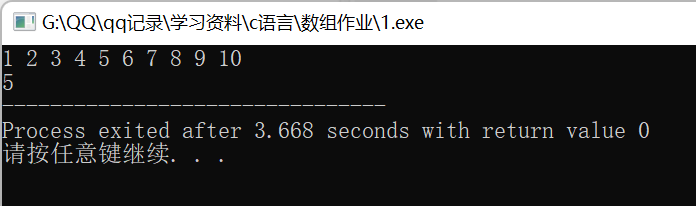 G:\QQ\qq记录\学习资料\c语言\数组作业\1.exe
1 2 3 4 5 6 7 8 9 10
5
--------------------------------
Process exited after 3.668 seconds with return value 0
请按任意键继续. . .